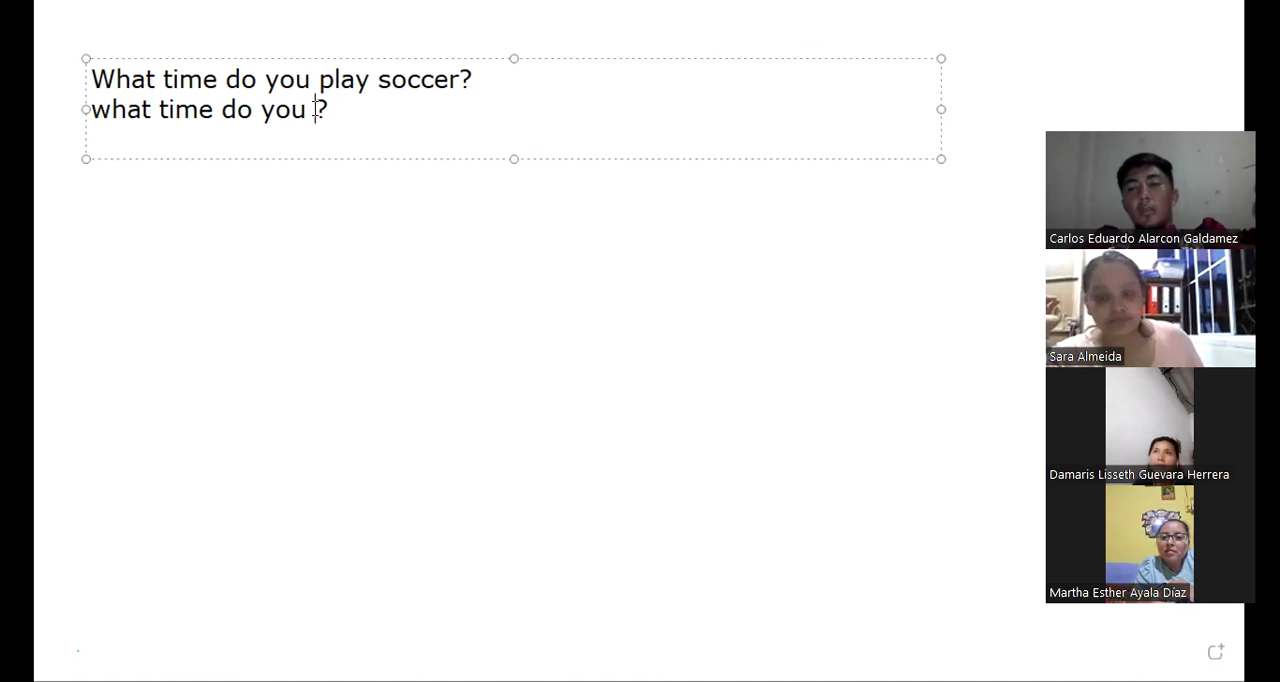 What time do you play soccer?
what time do you ?
Carlos Eduardo Alarcon Galdamez
Sara Almeida
Damaris Lisseth Guevara Herrera
Martha Esther Ayala Díaz